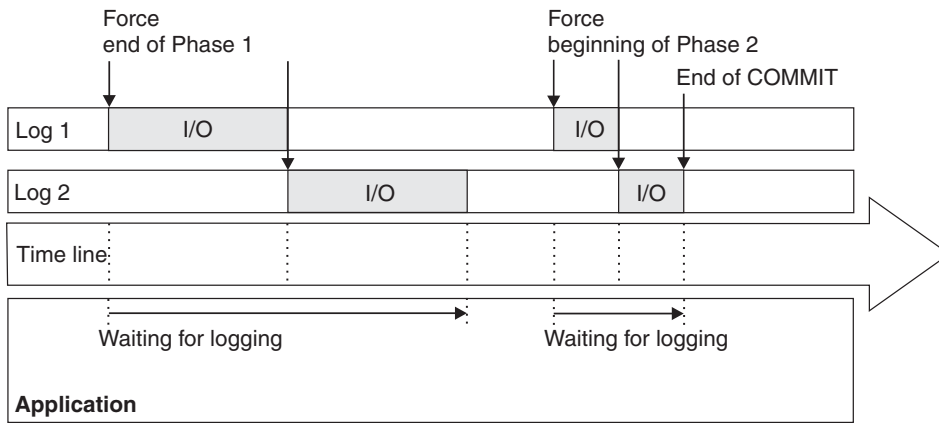 Force
end of Phase 1
Force
beginning of Phase 2
End of COMMIT
Log 1
I/O
I/O
Log 2
I/O
I/O
Time line
Waiting for logging
Waiting for logging
Application